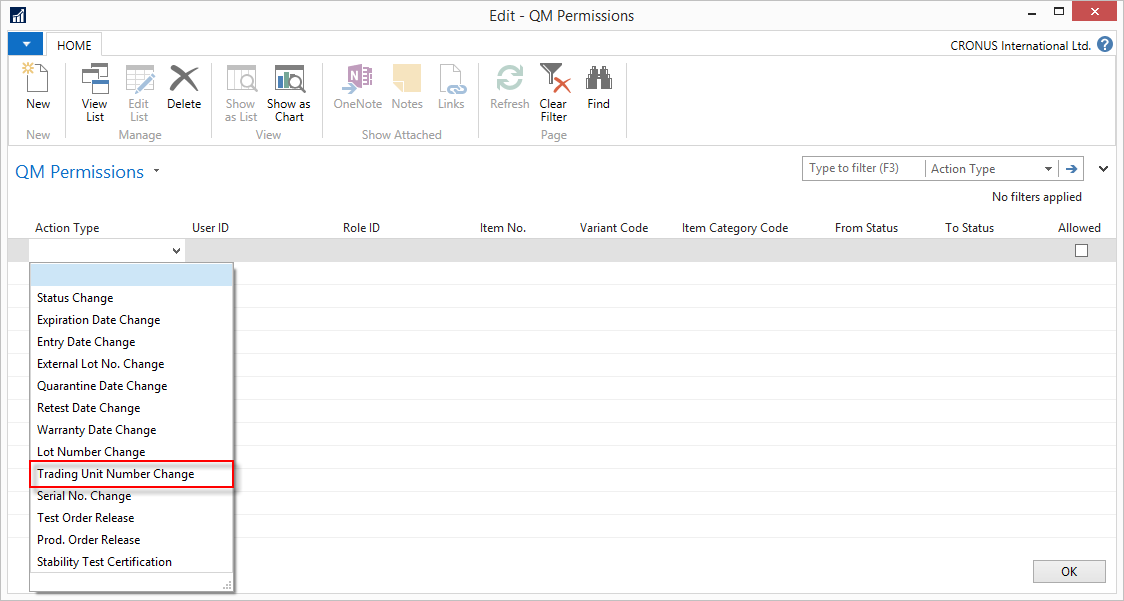 Edit - QM Permissions
HOME
CRONUS International Ltd.
?
New
View List
Edit List
Delete
Show as List
Show as Chart
OneNote
Notes
Links
Refresh
Clear Filter
Find
New
Manage
View
Show Attached
Page
QM Permissions
Type to filter (F3)
Action Type
No filters applied
Action Type
User ID
Role ID
Item No.
Variant Code
Item Category Code
From Status
To Status
Allowed
Status Change
Expiration Date Change
Entry Date Change
External Lot No. Change
Quarantine Date Change
Retest Date Change
Warranty Date Change
Lot Number Change
Trading Unit Number Change
Serial No. Change
Test Order Release
Prod. Order Release
Stability Test Certification
OK